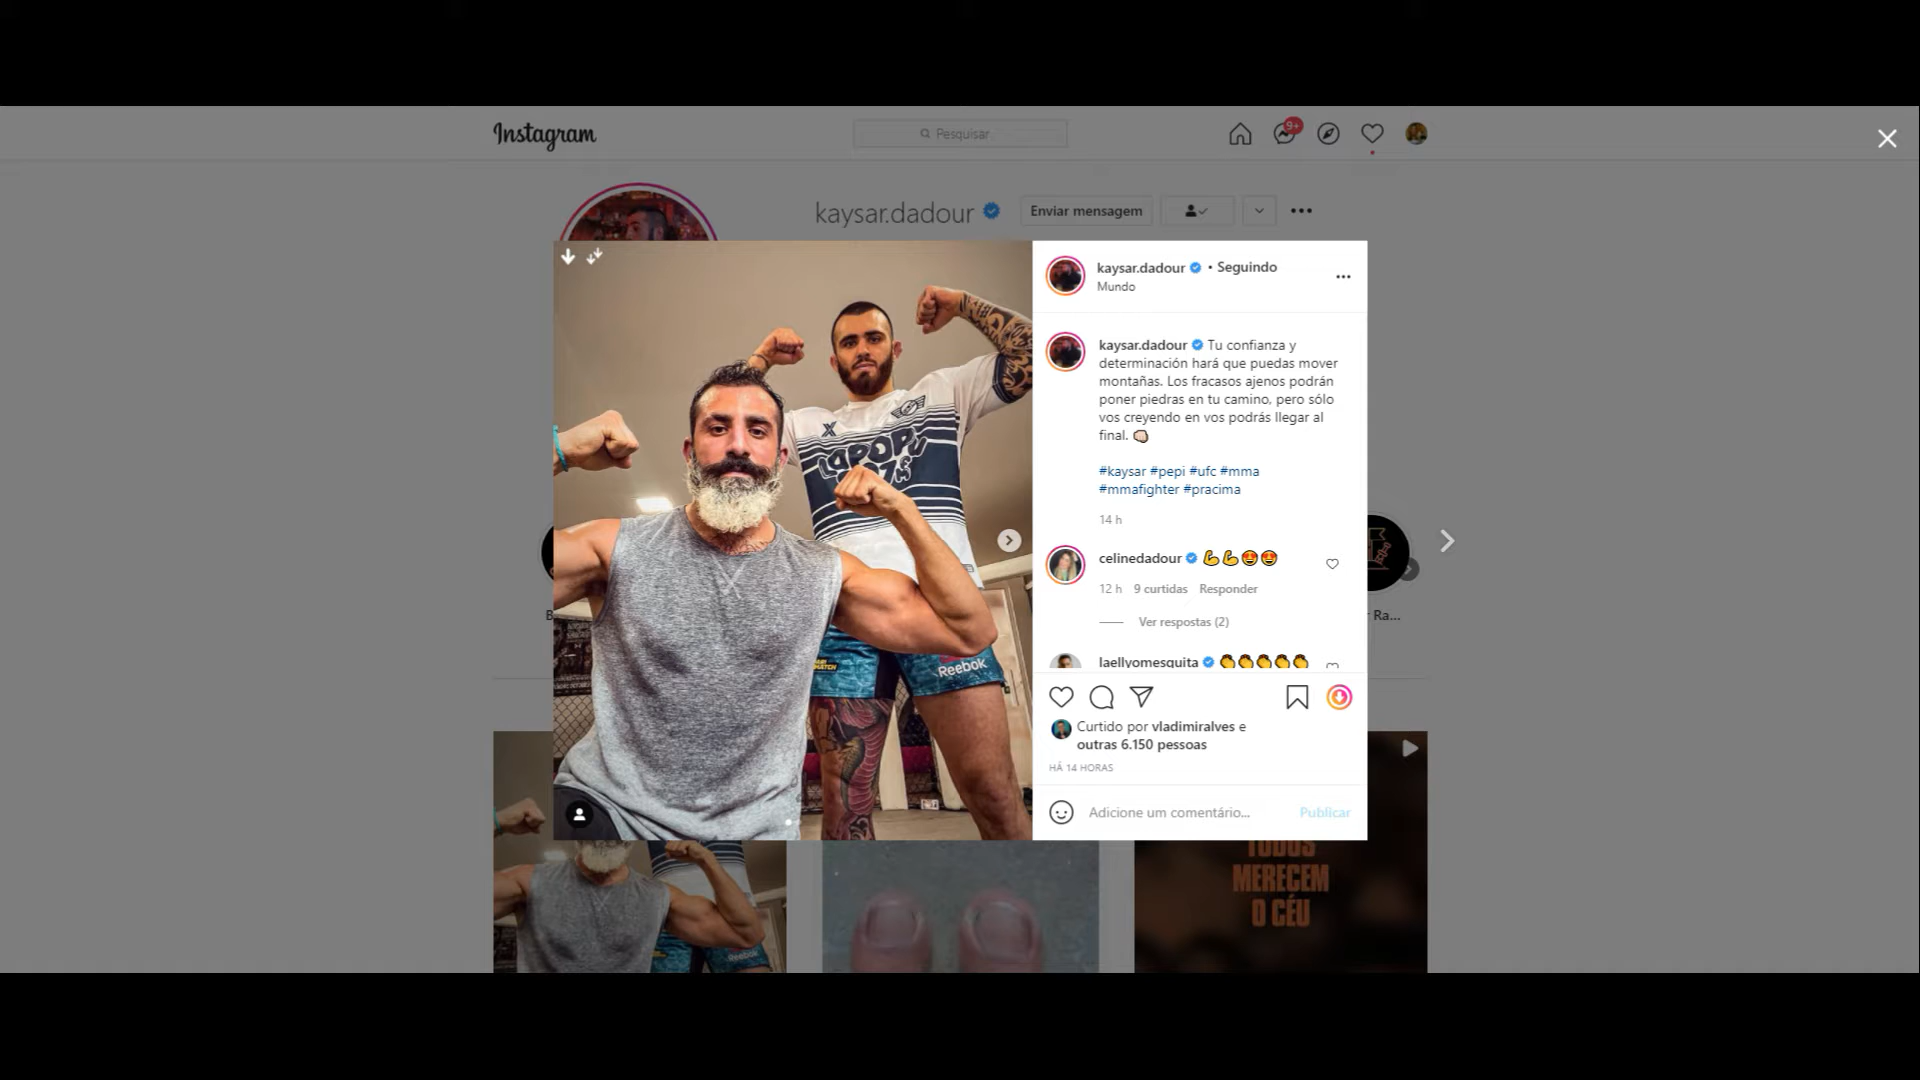 Instagram
Pesquisar
9+
kaysar.dadour
Enviar mensagem
kaysar.dadour • Seguindo
Mundo
kaysar.dadour Tu confianza y
determinación hará que puedas mover
montañas. Los fracasos ajenos podrán
poner piedras en tu camino, pero sólo
vos creyendo en vos podrás llegar al
final. 👊🏻
#kaysar #pepi #ufc #mma
#mmafighter #pracima
14 h
celinedadour 💪💪😍😍
12 h 9 curtidas Responder
Ver respostas (2)
laellyomesquita 👏👏👏👏👏
Curtido por vladimiralves e
outras 6.150 pessoas
HÁ 14 HORAS
Adicione um comentário...
Publicar
X
Reebok
B
Ra...
Reebok
TODOS
MERECEM
O CÉU